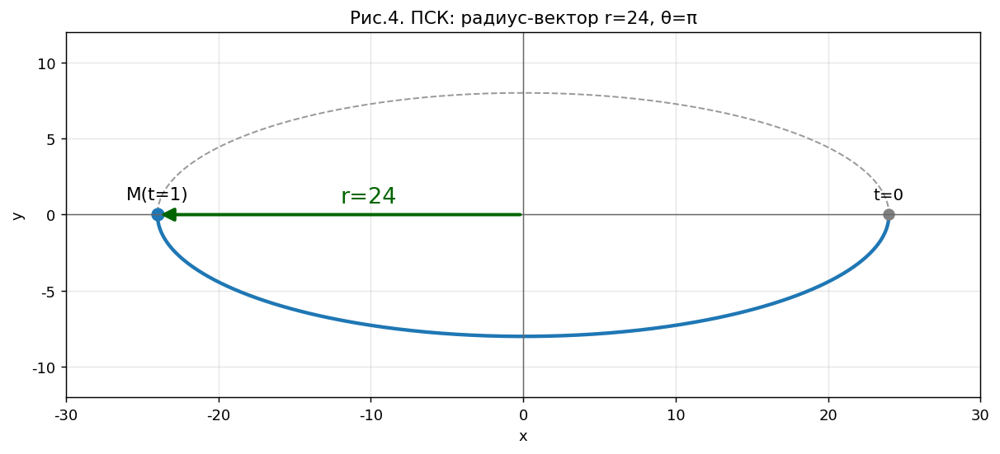 Рис.4. ПСК: радиус-вектор r=24, θ=π
10
5
0
-5
-10
y
M(t=1)
r=24
t=0
-30
-20
-10
0
10
20
30
x